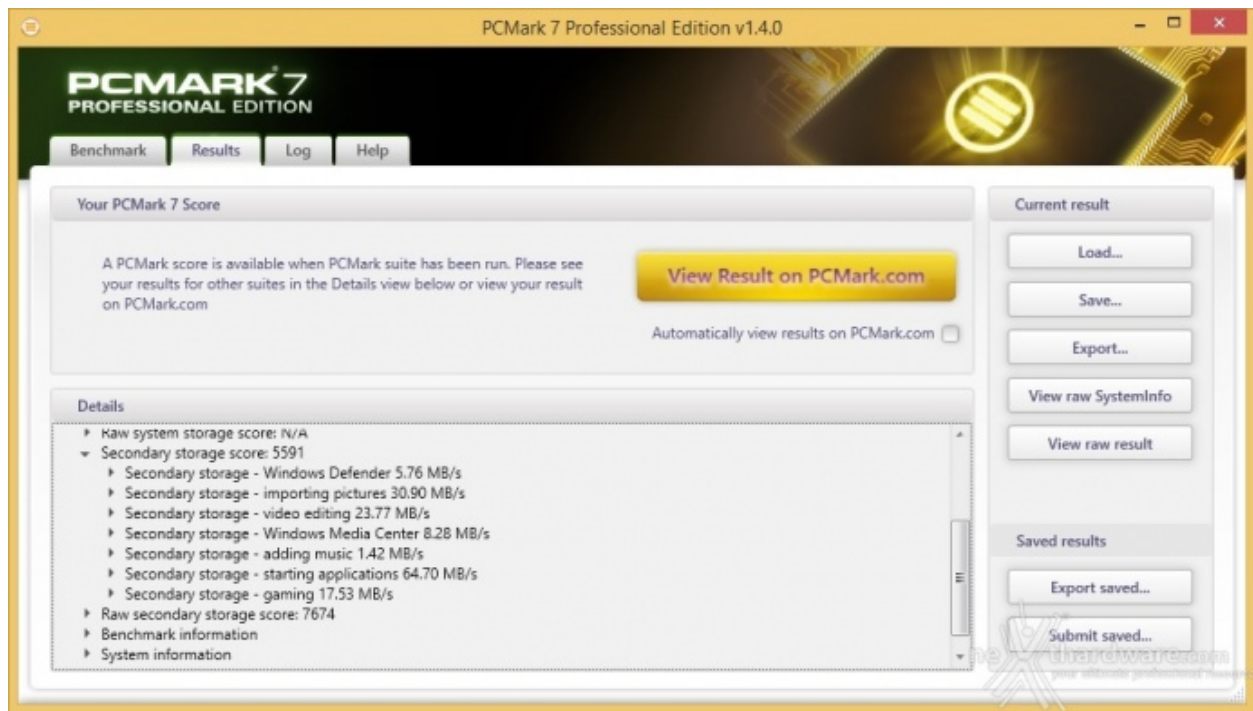 PCMark 7 Professional Edition v1.4.0
PCMARK 7
PROFESSIONAL EDITION
Benchmark Results Log Help
Your PCMark 7 Score
A PCMark score is available when PCMark suite has been run. Please see
your results for other suites in the Details view below or view your result
on PCMark.com
View Result on PCMark.com
Automatically view results on PCMark.com
Details
Raw system storage score: N/A
Secondary storage score: 5591
Secondary storage - Windows Defender 5.76 MB/s
Secondary storage - importing pictures 30.90 MB/s
Secondary storage - video editing 23.77 MB/s
Secondary storage - Windows Media Center 8.28 MB/s
Secondary storage - adding music 1.42 MB/s
Secondary storage - starting applications 64.70 MB/s
Secondary storage - gaming 17.53 MB/s
Raw secondary storage score: 7674
Benchmark information
System information
Current result
Load...
Save...
Export...
View raw SystemInfo
View raw result
Saved results
Export saved...
Submit saved...